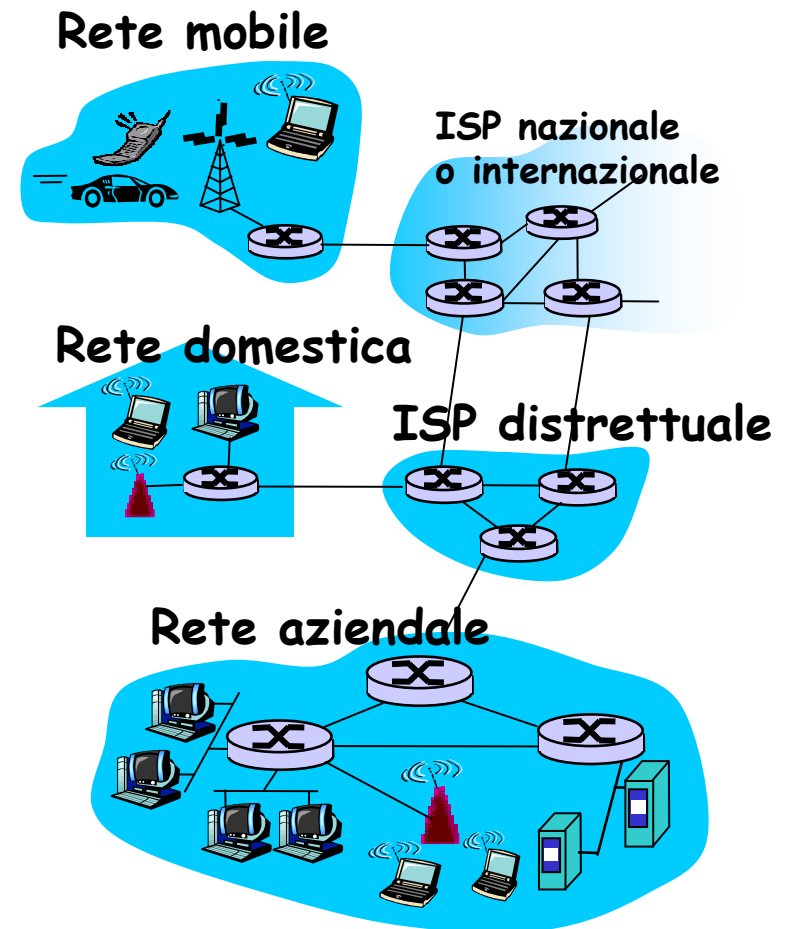 Rete mobile
ISP nazionale
o internazionale
Rete domestica
ISP distrettuale
Rete aziendale